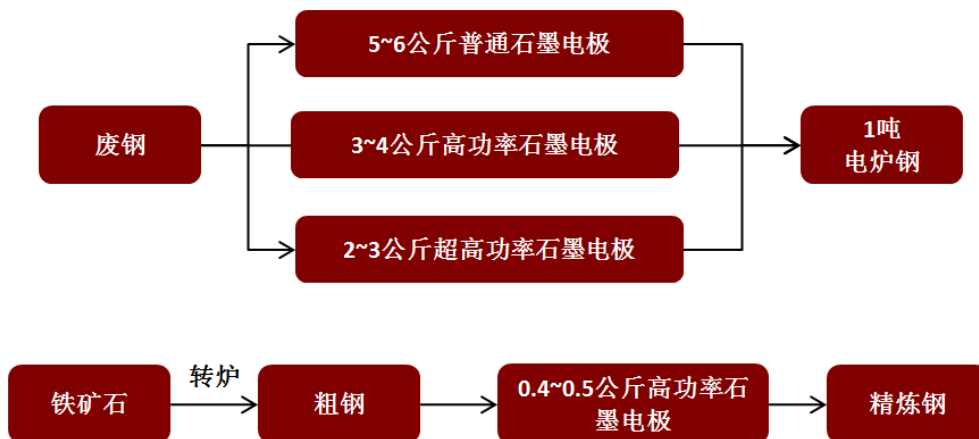 5~6公斤普通石墨电极
废钢
3~4公斤高功率石墨电极
1吨
电炉钢
2~3公斤超高功率石墨电极
铁矿石
转炉
粗钢
0.4~0.5公斤高功率石
墨电极
精炼钢